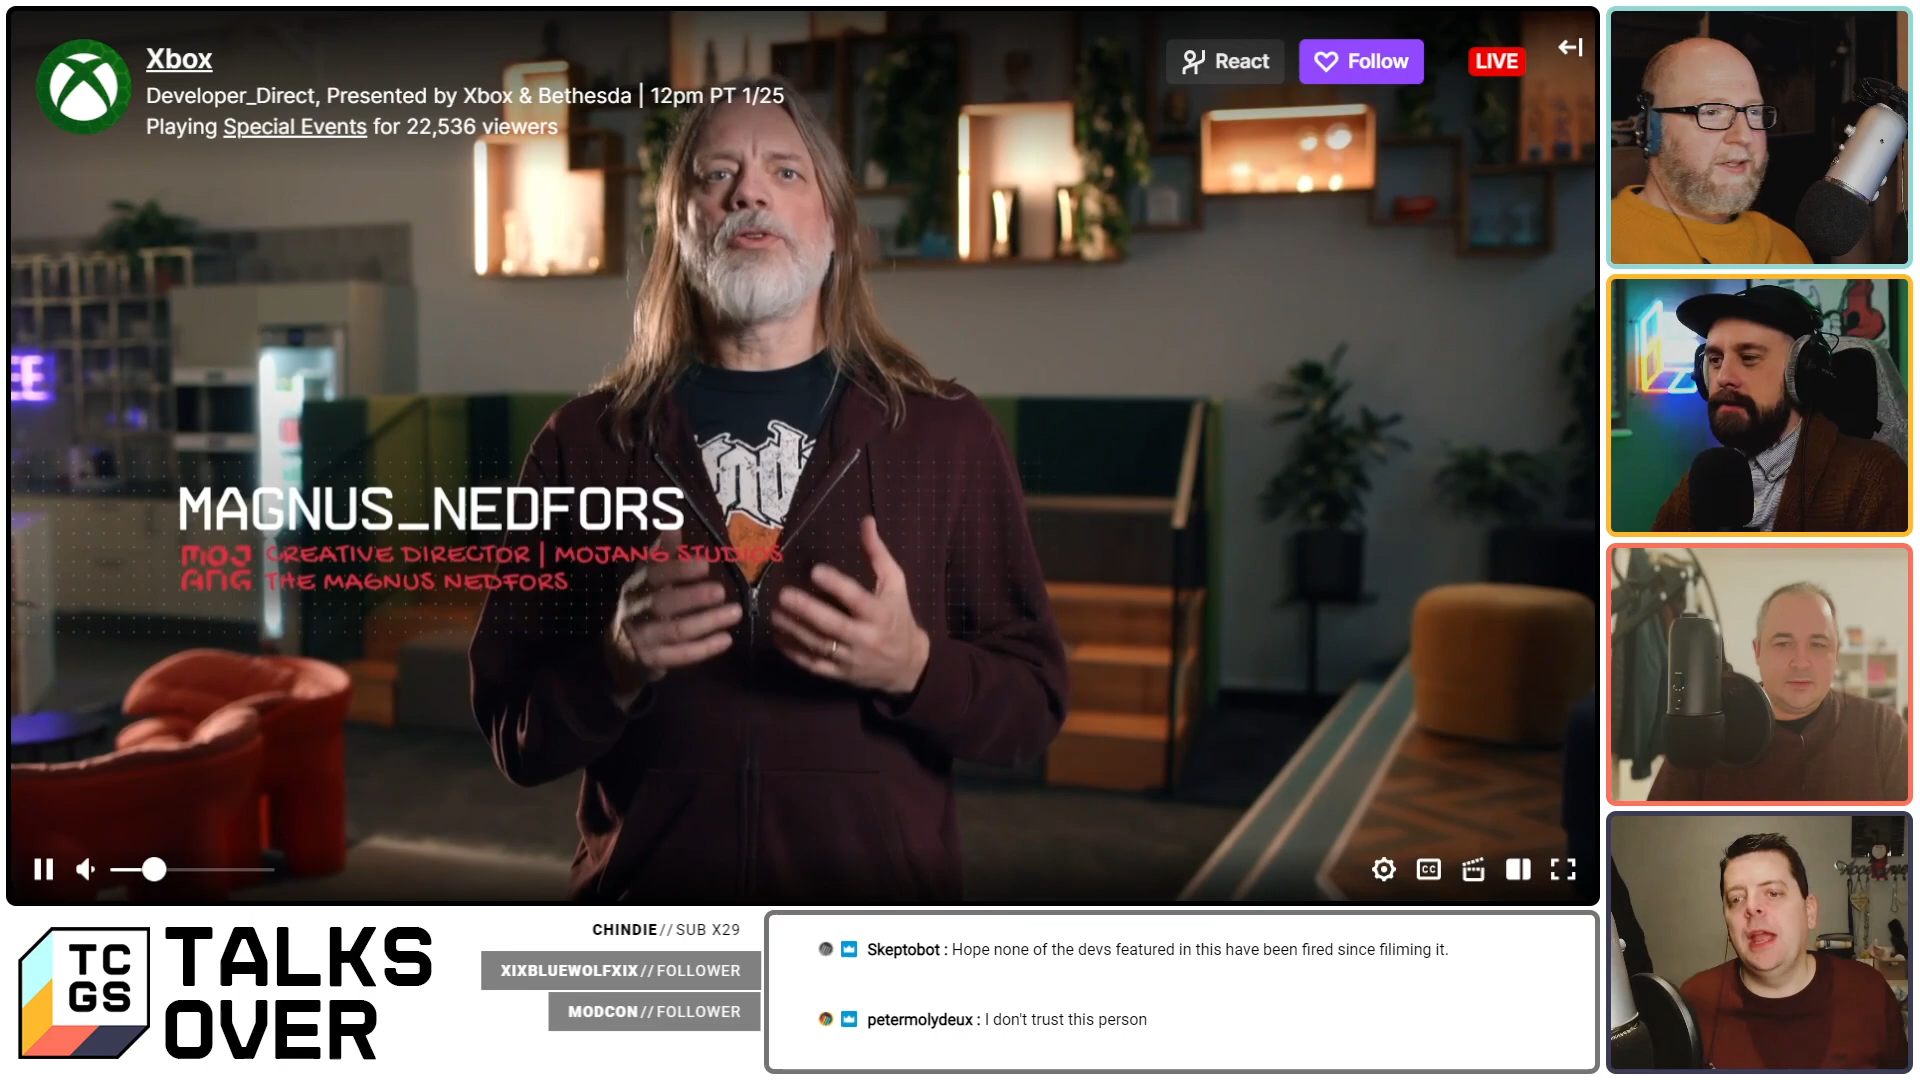 Xbox
Developer_Direct, Presented by Xbox & Bethesda | 12pm PT 1/25
Playing Special Events for 22,536 viewers
React
Follow
LIVE
MAGNUS_NEDFORS
MOJ
ANG
CREATIVE DIRECTOR | MOJANG STUDIOS
THE MAGNUS NEDFORS
CC
TC
GS
TALKS
OVER
CHINDIE // SUB X29
XIXBLUEWOLFXIX // FOLLOWER
MODCON // FOLLOWER
Skeptobot : Hope none of the devs featured in this have been fired since filiming it.
petermolydeux : I don't trust this person